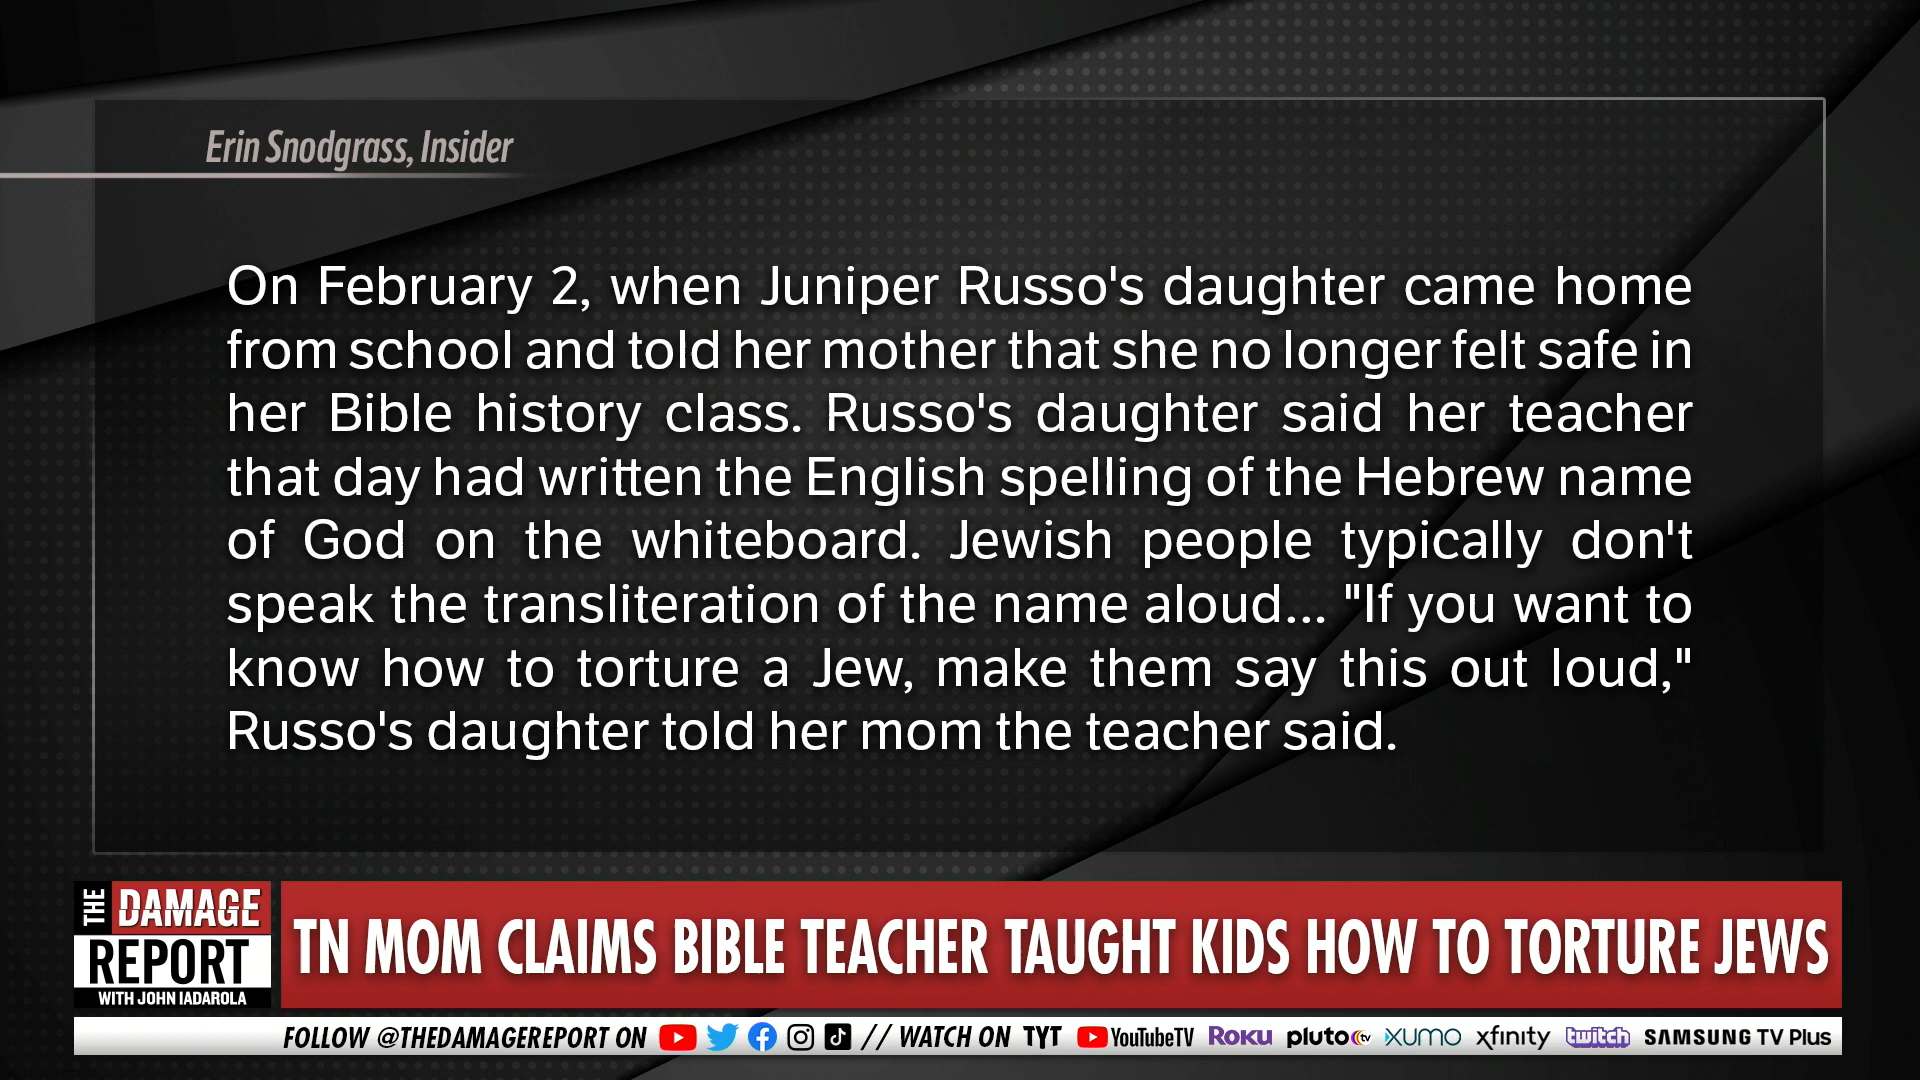 Erin Snodgrass, Insider
On February 2, when Juniper Russo's daughter came home
from school and told her mother that she no longer felt safe in
her Bible history class. Russo's daughter said her teacher
that day had written the English spelling of the Hebrew name
of God on the whiteboard. Jewish people typically don't
speak the transliteration of the name aloud... "If you want to
know how to torture a Jew, make them say this out loud,"
Russo's daughter told her mom the teacher said.
THE DAMAGE
REPORT
WITH JOHN IADAROLA
TN MOM CLAIMS BIBLE TEACHER TAUGHT KIDS HOW TO TORTURE JEWS
FOLLOW @THEDAMAGEREPORT ON // WATCH ON TYT YouTubeTV ROKU pluto tv XUMO xfinity twitch SAMSUNG TV Plus